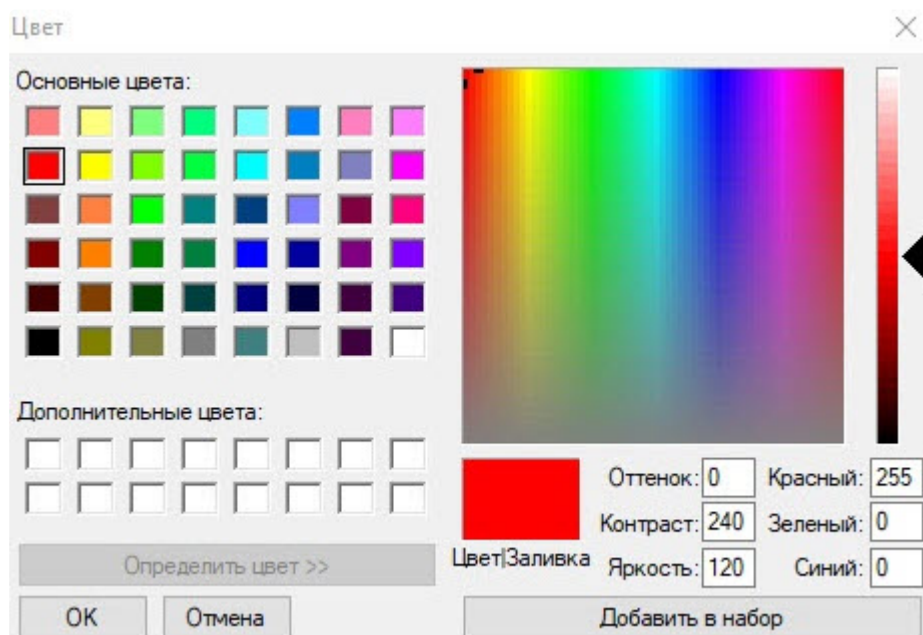 Цвет
Основные цвета:
Дополнительные цвета:
Определить цвет >>
OK
Отмена
Цвет|Заливка
Оттенок: 0
Контраст: 240
Яркость: 120
Красный: 255
Зеленый: 0
Синий: 0
Добавить в набор